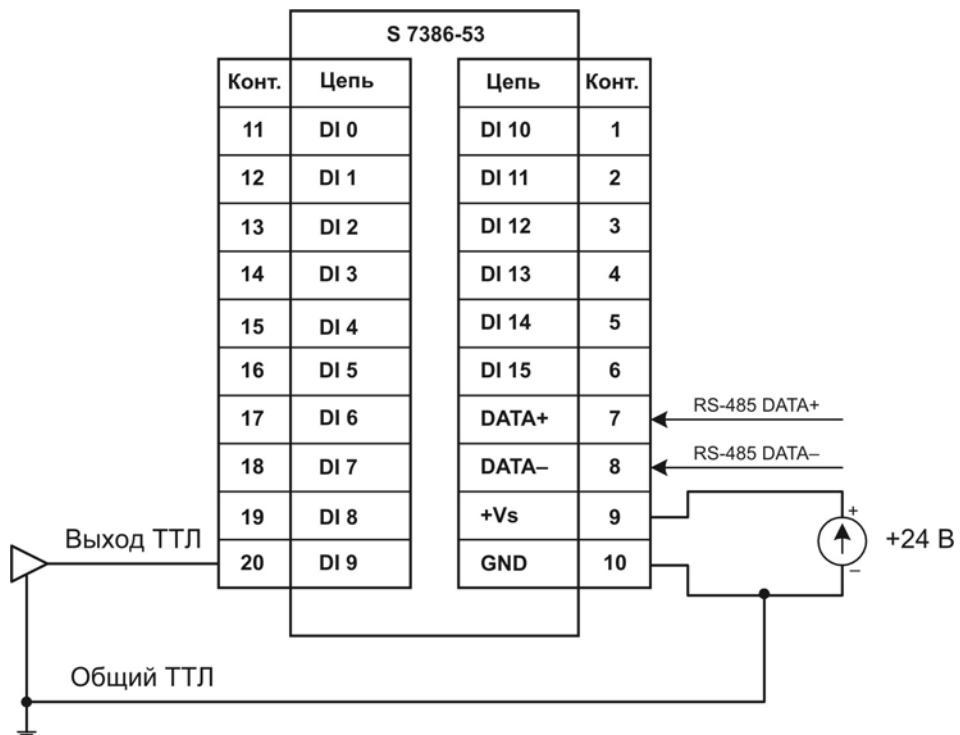 S 7386-53
Конт. Цепь Цепь Конт.
11 DI 0 DI 10 1
12 DI 1 DI 11 2
13 DI 2 DI 12 3
14 DI 3 DI 13 4
15 DI 4 DI 14 5
16 DI 5 DI 15 6
17 DI 6 DATA+ 7 RS-485 DATA+
18 DI 7 DATA– 8 RS-485 DATA–
19 DI 8 +Vs 9 +
Выход ТТЛ 20 DI 9 GND 10 – +24 В
Общий ТТЛ